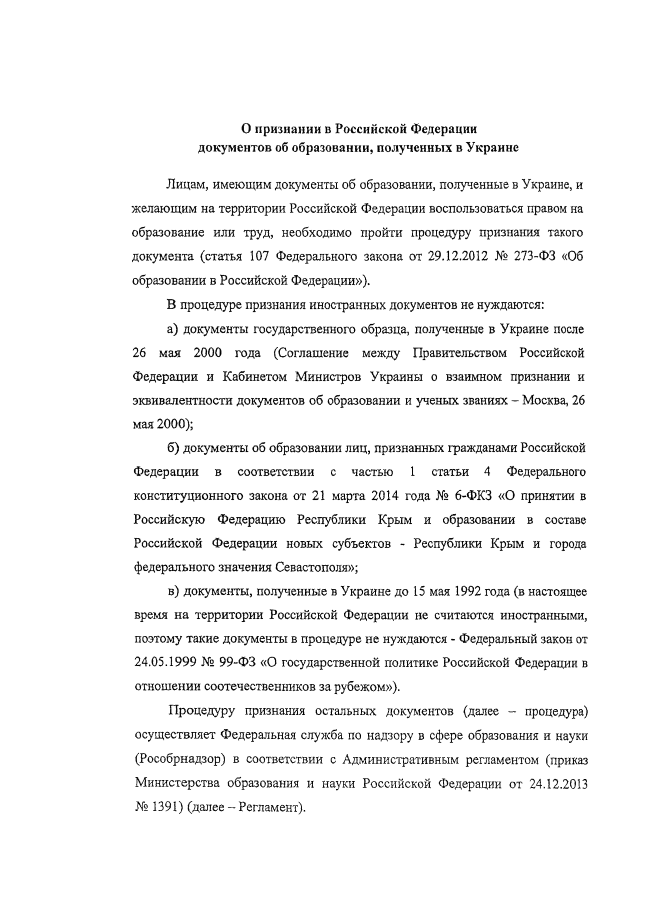 О признании в Российской Федерации
документов об образовании, полученных в Украине
Лицам, имеющим документы об образовании, полученные в Украине, и
желающим на территории Российской Федерации воспользоваться правом на
образование или труд, необходимо пройти процедуру признания такого
документа (статья 107 Федерального закона от 29.12.2012 № 273-ФЗ «Об
образовании в Российской Федерации»).
В процедуре признания иностранных документов не нуждаются:
а) документы государственного образца, полученные в Украине после
26 мая 2000 года (Соглашение между Правительством Российской
Федерации и Кабинетом Министров Украины о взаимном признании и
эквивалентности документов об образовании и ученых званиях – Москва, 26
мая 2000);
б) документы об образовании лиц, признанных гражданами Российской
Федерации в соответствии с частью 1 статьи 4 Федерального
конституционного закона от 21 марта 2014 года № 6-ФКЗ «О принятии в
Российскую Федерацию Республики Крым и образовании в составе
Российской Федерации новых субъектов - Республики Крым и города
федерального значения Севастополя»;
в) документы, полученные в Украине до 15 мая 1992 года (в настоящее
время на территории Российской Федерации не считаются иностранными,
поэтому такие документы в процедуре не нуждаются - Федеральный закон от
24.05.1999 № 99-ФЗ «О государственной политике Российской Федерации в
отношении соотечественников за рубежом»).
Процедуру признания остальных документов (далее – процедура)
осуществляет Федеральная служба по надзору в сфере образования и науки
(Рособрнадзор) в соответствии с Административным регламентом (приказ
Министерства образования и науки Российской Федерации от 24.12.2013
№ 1391) (далее – Регламент).